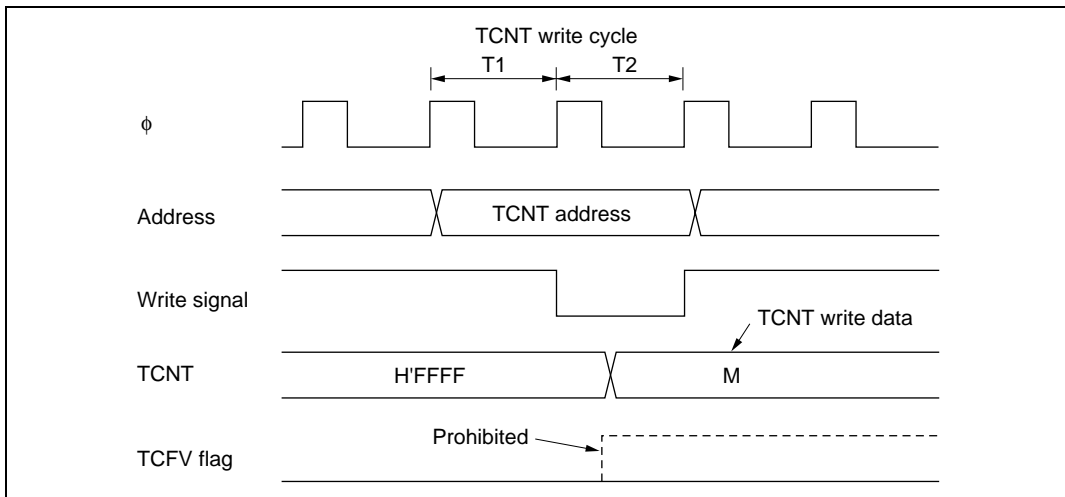 TCNT write cycle
T1
T2
ϕ
Address
TCNT address
Write signal
TCNT write data
TCNT
H'FFFF
M
Prohibited
TCFV flag